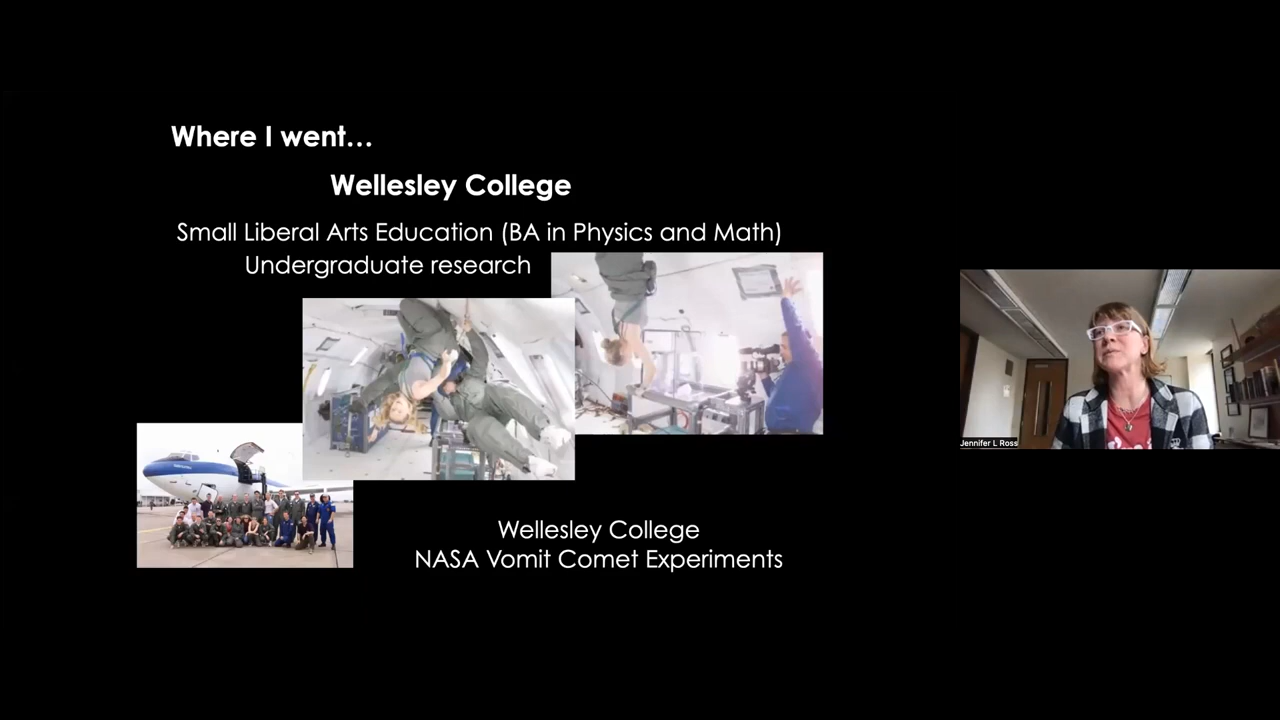 Where I went...
Wellesley College
Small Liberal Arts Education (BA in Physics and Math)
Undergraduate research
Wellesley College
NASA Vomit Comet Experiments
Jennifer L Ross